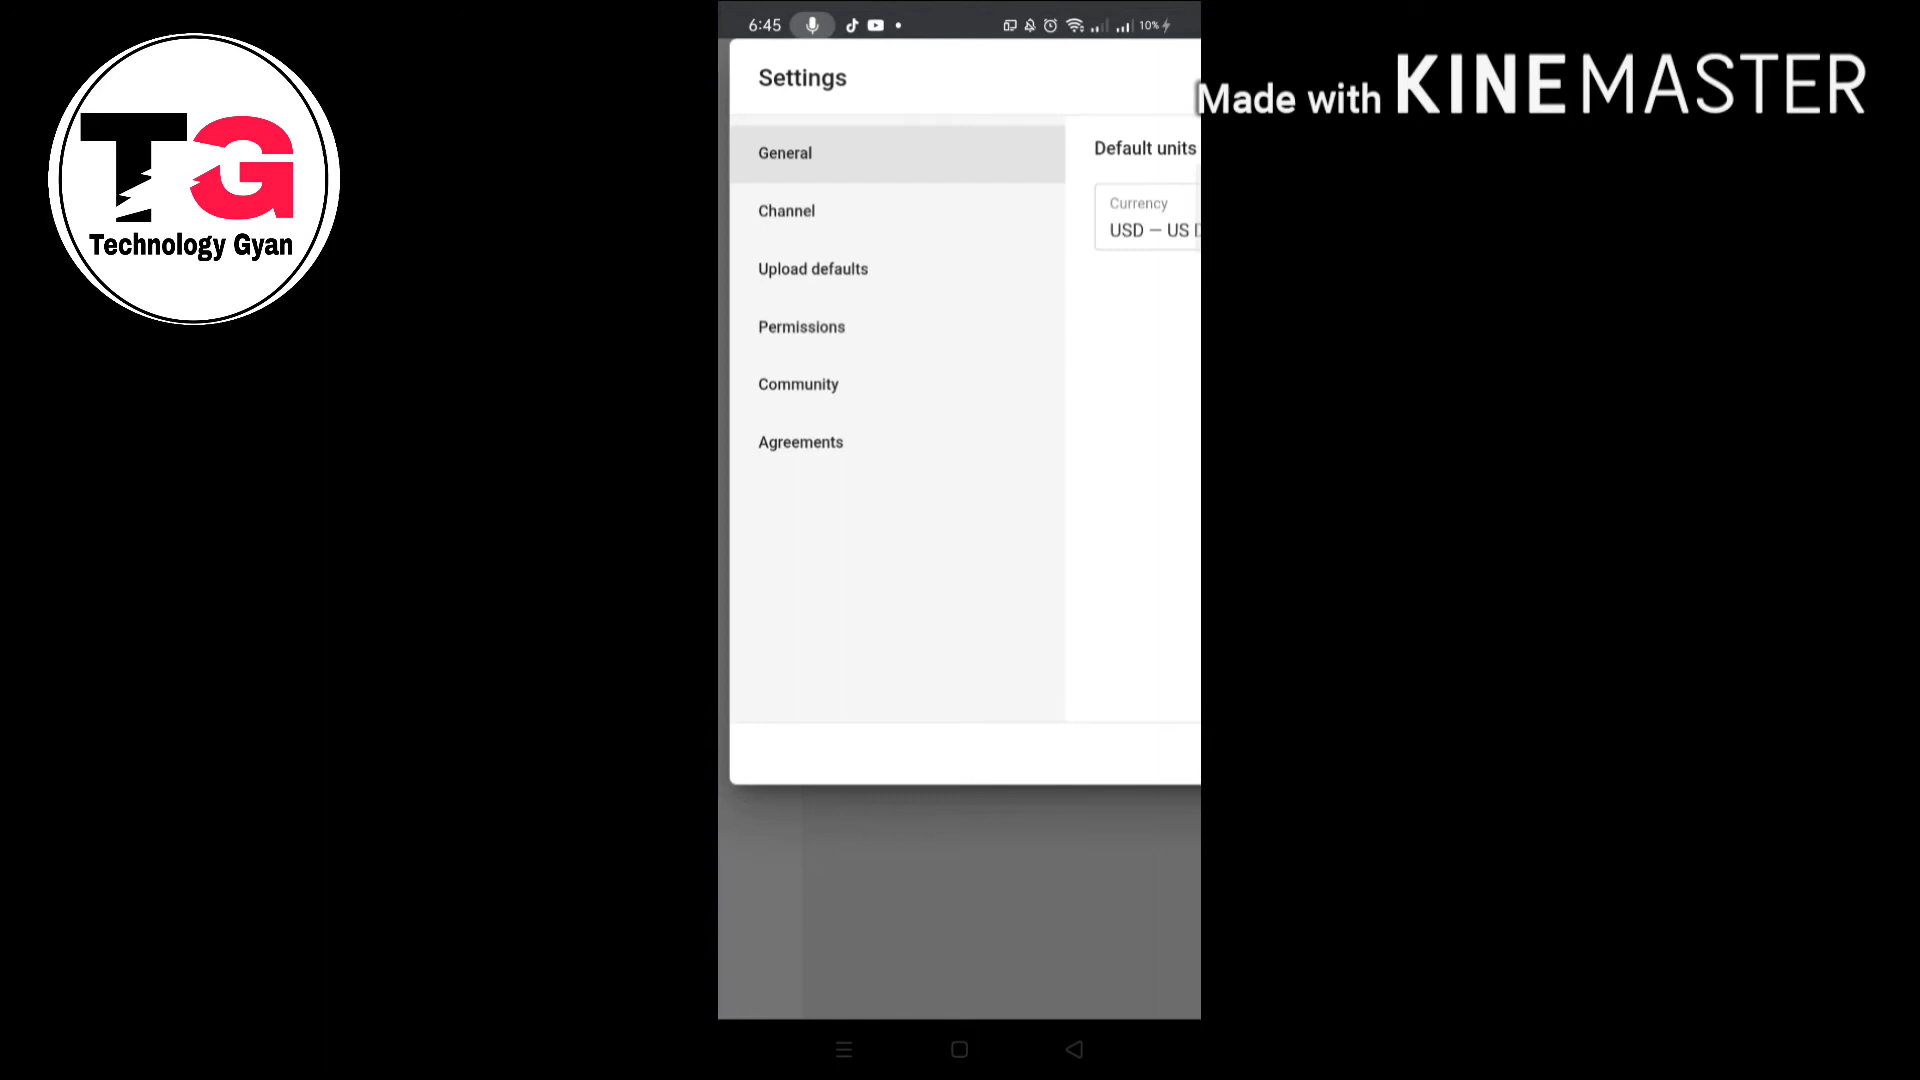 6:45
10%
Settings
Made with KINEMASTER
TG
Technology Gyan
General
Channel
Upload defaults
Permissions
Community
Agreements
Default units
Currency
USD — US